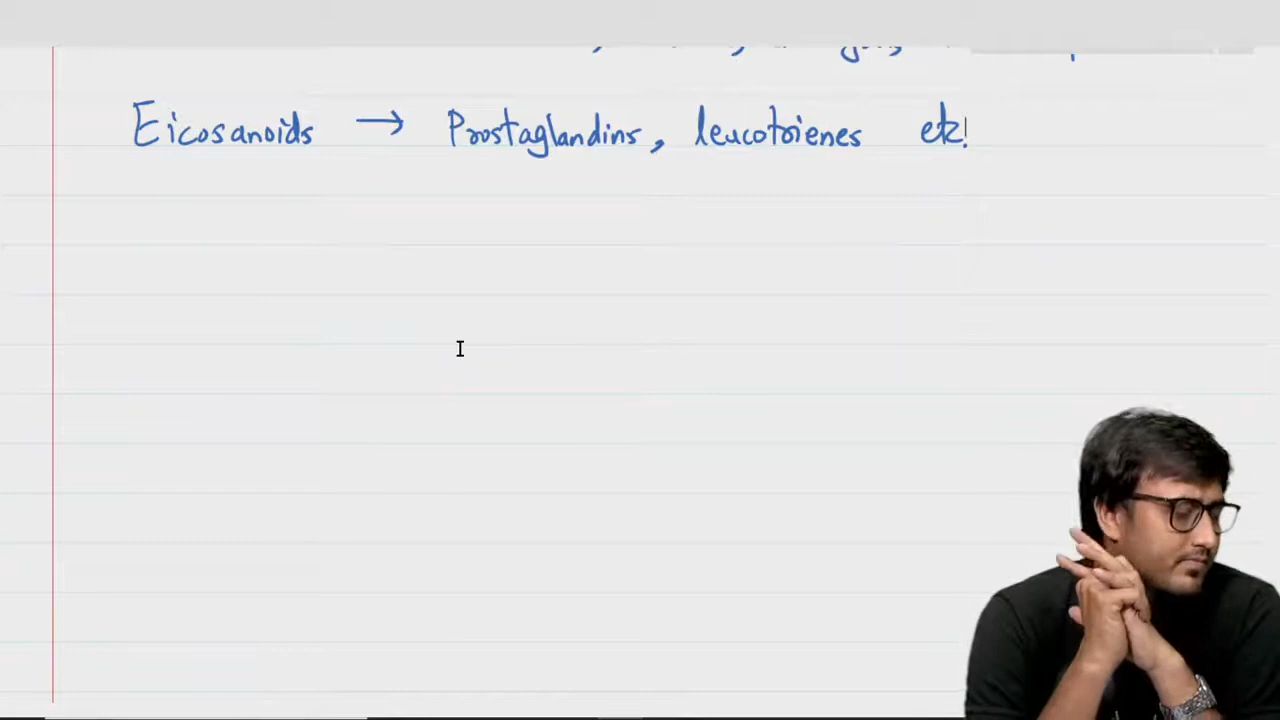 Eicosanoids → Prostaglandins, leucotrienes etc!